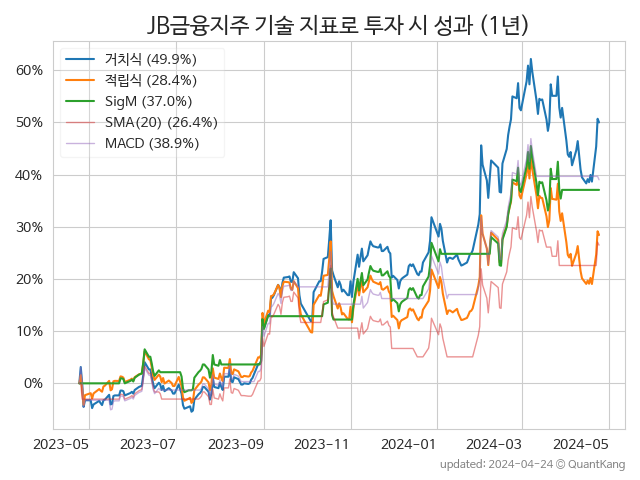 JB금융지주 기술 지표로 투자 시 성과 (1년)
거치식 (49.9%)
적립식 (28.4%)
SigM (37.0%)
SMA(20) (26.4%)
MACD (38.9%)
60%
50%
40%
30%
20%
10%
0%
2023-05 2023-07 2023-09 2023-11 2024-01 2024-03 2024-05
updated: 2024-04-24 © QuantKang